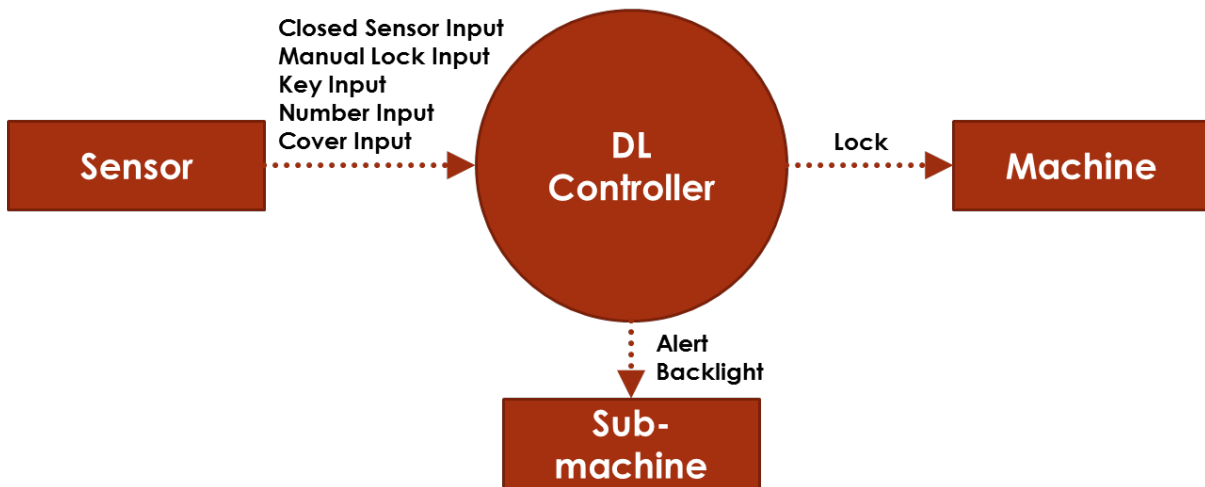 Closed Sensor Input
Manual Lock Input
Key Input
Number Input
Cover Input
Sensor
DL
Controller
Lock
Machine
Alert
Backlight
Sub-
machine